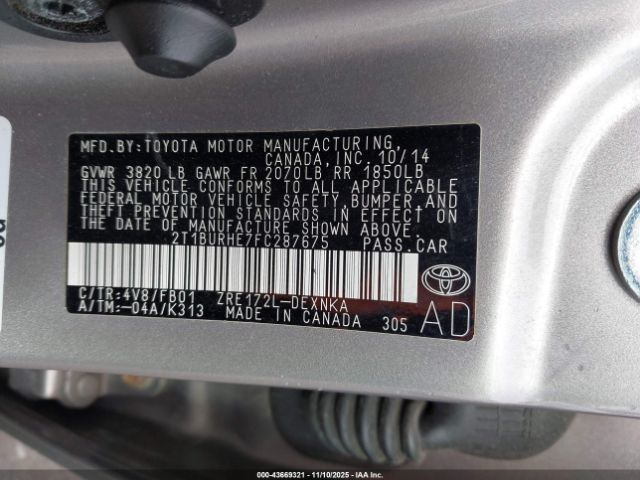 MFD.BY:TOYOTA MOTOR MANUFACTURING,
CANADA,INC. 10/14
GVWR 3820 LB GAWR FR 2070LB RR 1850LB
THIS VEHICLE CONFORMS TO ALL APPLICABLE
FEDERAL MOTOR VEHICLE SAFETY, BUMPER, AND
THEFT PREVENTION STANDARDS IN EFFECT ON
THE DATE OF MANUFACTURE SHOWN ABOVE.
2T1BURHE7FC287675 PASS.CAR
C/TR:4V8/FB01 ZRE172L-DEXNKA
A/TM:-04A/K313 MADE IN CANADA 305 AD
000-43669321 - 11/10/2025 - IAA, Inc.